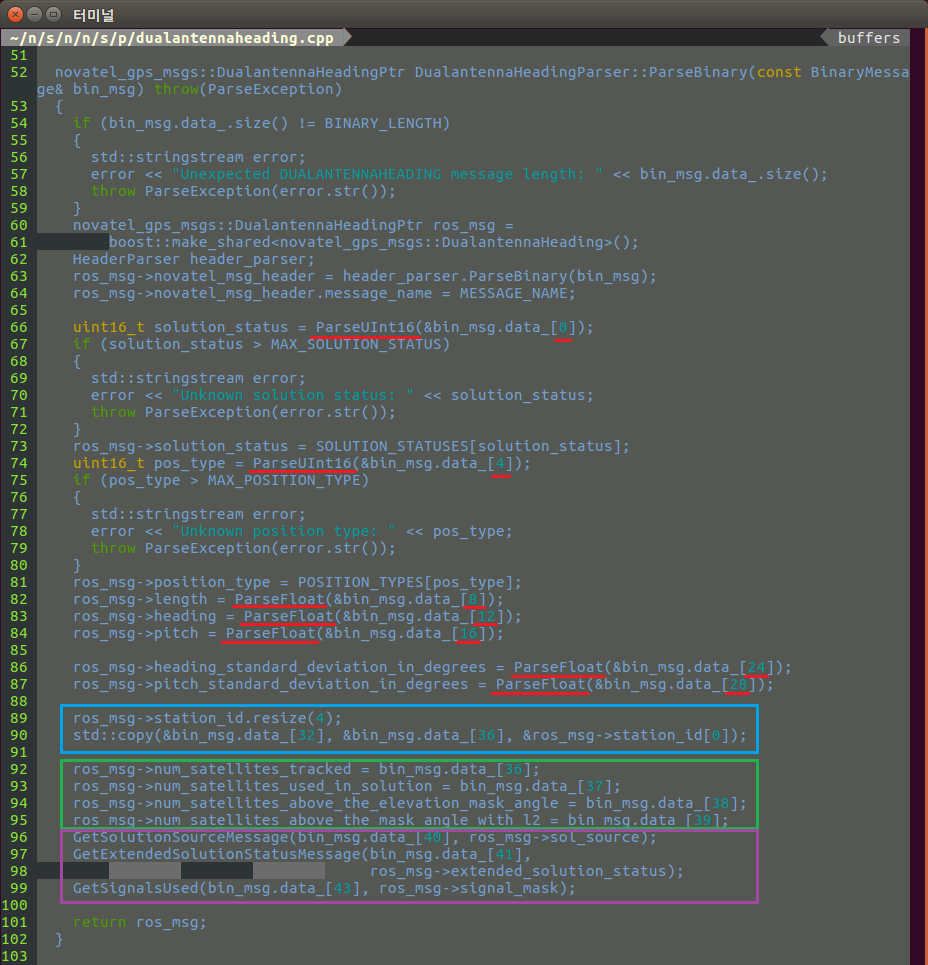 터미널
~/n/s/n/n/s/p/dualantennaheading.cpp buffers
51
52 novatel_gps_msgs::DualantennaHeadingPtr DualantennaHeadingParser::ParseBinary(const BinaryMessa
ge& bin_msg) throw(ParseException)
53 {
54 if (bin_msg.data_.size() != BINARY_LENGTH)
55 {
56 std::stringstream error;
57 error << "Unexpected DUALANTENNAHEADING message length: " << bin_msg.data_.size();
58 throw ParseException(error.str());
59 }
60 novatel_gps_msgs::DualantennaHeadingPtr ros_msg =
61 boost::make_shared<novatel_gps_msgs::DualantennaHeading>();
62 HeaderParser header_parser;
63 ros_msg->novatel_msg_header = header_parser.ParseBinary(bin_msg);
64 ros_msg->novatel_msg_header.message_name = MESSAGE_NAME;
65
66 uint16_t solution_status = ParseUInt16(&bin_msg.data_[0]);
67 if (solution_status > MAX_SOLUTION_STATUS)
68 {
69 std::stringstream error;
70 error << "Unknown solution status: " << solution_status;
71 throw ParseException(error.str());
72 }
73 ros_msg->solution_status = SOLUTION_STATUSES[solution_status];
74 uint16_t pos_type = ParseUInt16(&bin_msg.data_[4]);
75 if (pos_type > MAX_POSITION_TYPE)
76 {
77 std::stringstream error;
78 error << "Unknown position type: " << pos_type;
79 throw ParseException(error.str());
80 }
81 ros_msg->position_type = POSITION_TYPES[pos_type];
82 ros_msg->length = ParseFloat(&bin_msg.data_[8]);
83 ros_msg->heading = ParseFloat(&bin_msg.data_[12]);
84 ros_msg->pitch = ParseFloat(&bin_msg.data_[16]);
85
86 ros_msg->heading_standard_deviation_in_degrees = ParseFloat(&bin_msg.data_[24]);
87 ros_msg->pitch_standard_deviation_in_degrees = ParseFloat(&bin_msg.data_[28]);
88
89 ros_msg->station_id.resize(4);
90 std::copy(&bin_msg.data_[32], &bin_msg.data_[36], &ros_msg->station_id[0]);
91
92 ros_msg->num_satellites_tracked = bin_msg.data_[36];
93 ros_msg->num_satellites_used_in_solution = bin_msg.data_[37];
94 ros_msg->num_satellites_above_the_elevation_mask_angle = bin_msg.data_[38];
95 ros_msg->num_satellites_above_the_mask_angle_with_l2 = bin_msg.data_[39];
96 GetSolutionSourceMessage(bin_msg.data_[40], ros_msg->sol_source);
97 GetExtendedSolutionStatusMessage(bin_msg.data_[41],
98 ros_msg->extended_solution_status);
99 GetSignalsUsed(bin_msg.data_[43], ros_msg->signal_mask);
100
101 return ros_msg;
102 }
103